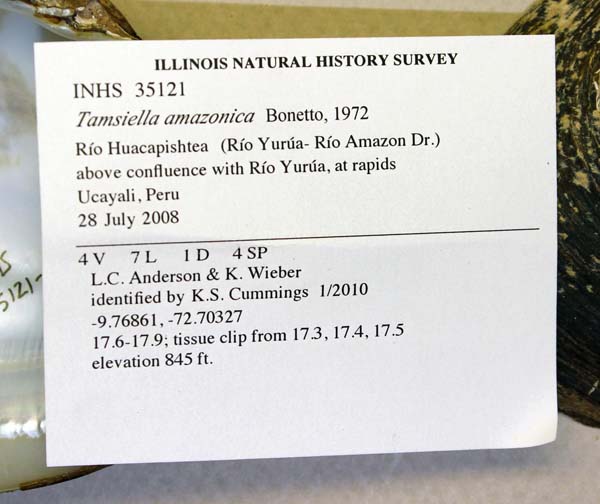 ILLINOIS NATURAL HISTORY SURVEY
INHS 35121
Tamsiella amazonica Bonetto, 1972
Río Huacapishtea (Río Yurúa- Río Amazon Dr.)
above confluence with Río Yurúa, at rapids
Ucayali, Peru
28 July 2008
4 V 7 L 1 D 4 SP
L.C. Anderson & K. Wieber
identified by K.S. Cummings 1/2010
-9.76861, -72.70327
17.6-17.9; tissue clip from 17.3, 17.4, 17.5
elevation 845 ft.
5121-